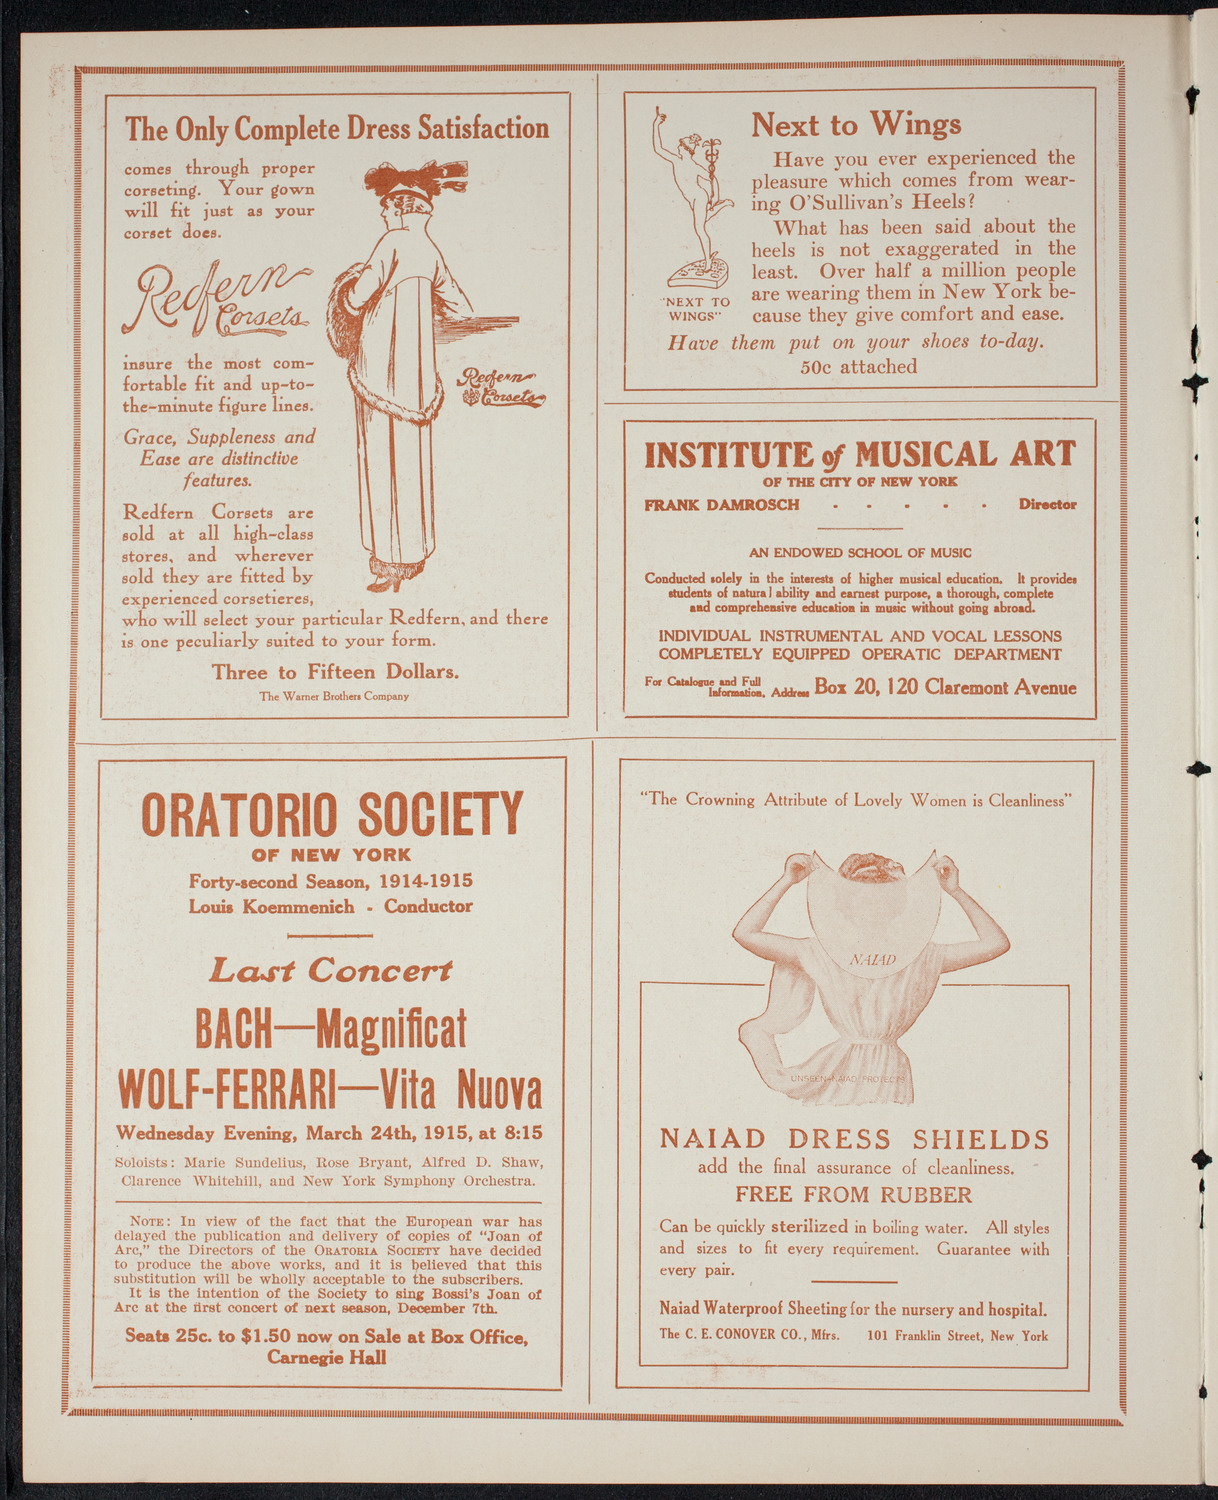 The Only Complete Dress Satisfaction
comes through proper
corseting. Your gown
will fit just as your
corset does.
Redfern
Corsets
insure the most com-
fortable fit and up-to-
the-minute figure lines.
Grace, Suppleness and
Ease are distinctive
features.
Redfern Corsets are
sold at all high-class
stores, and wherever
sold they are fitted by
experienced corsetieres,
who will select your particular Redfern, and there
is one peculiarly suited to your form.
Three to Fifteen Dollars.
The Warner Brothers Company
Redfern
Corsets
Next to Wings
Have you ever experienced the
pleasure which comes from wear-
ing O'Sullivan's Heels?
What has been said about the
heels is not exaggerated in the
least. Over half a million people
are wearing them in New York be-
cause they give comfort and ease.
"NEXT TO
WINGS"
Have them put on your shoes to-day.
50c attached
INSTITUTE of MUSICAL ART
OF THE CITY OF NEW YORK
FRANK DAMROSCH - - - - - Director
AN ENDOWED SCHOOL OF MUSIC
Conducted solely in the interests of higher musical education. It provides
students of natural ability and earnest purpose, a thorough, complete
and comprehensive education in music without going abroad.
INDIVIDUAL INSTRUMENTAL AND VOCAL LESSONS
COMPLETELY EQUIPPED OPERATIC DEPARTMENT
For Catalogue and Full
Information, Address Box 20, 120 Claremont Avenue
ORATORIO SOCIETY
OF NEW YORK
Forty-second Season, 1914-1915
Louis Koemmenich - Conductor
Last Concert
BACH—Magnificat
WOLF-FERRARI—Vita Nuova
Wednesday Evening, March 24th, 1915, at 8:15
Soloists: Marie Sundelius, Rose Bryant, Alfred D. Shaw,
Clarence Whitehill, and New York Symphony Orchestra.
NOTE: In view of the fact that the European war has
delayed the publication and delivery of copies of "Joan of
Arc," the Directors of the ORATORIA SOCIETY have decided
to produce the above works, and it is believed that this
substitution will be wholly acceptable to the subscribers.
It is the intention of the Society to sing Bossi's Joan of
Arc at the first concert of next season, December 7th.
Seats 25c. to $1.50 now on Sale at Box Office,
Carnegie Hall
"The Crowning Attribute of Lovely Women is Cleanliness"
NAIAD
UNSEEN-NAIAD PROTECTS
NAIAD DRESS SHIELDS
add the final assurance of cleanliness.
FREE FROM RUBBER
Can be quickly sterilized in boiling water. All styles
and sizes to fit every requirement. Guarantee with
every pair.
Naiad Waterproof Sheeting for the nursery and hospital.
The C. E. CONOVER CO., Mfrs. 101 Franklin Street, New York